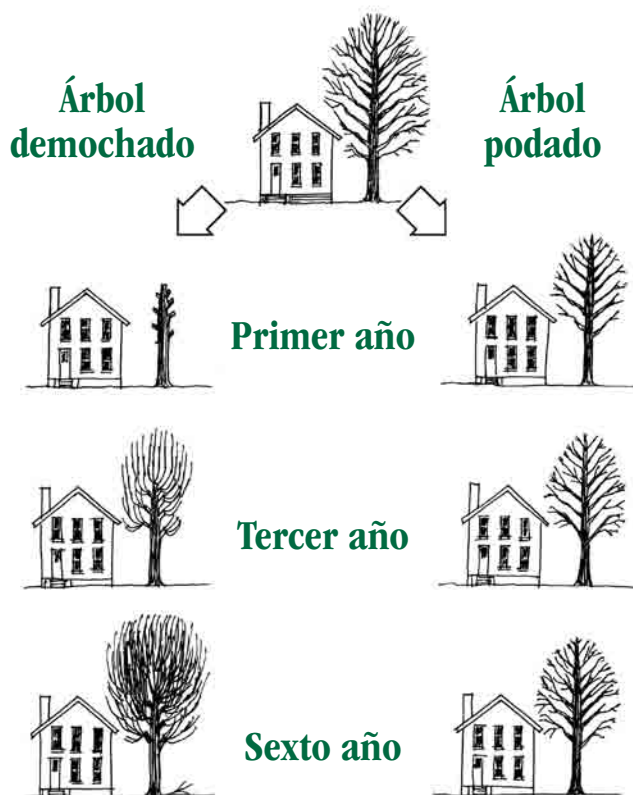 Árbol
demochado
Árbol
podado
Primer año
Tercer año
Sexto año